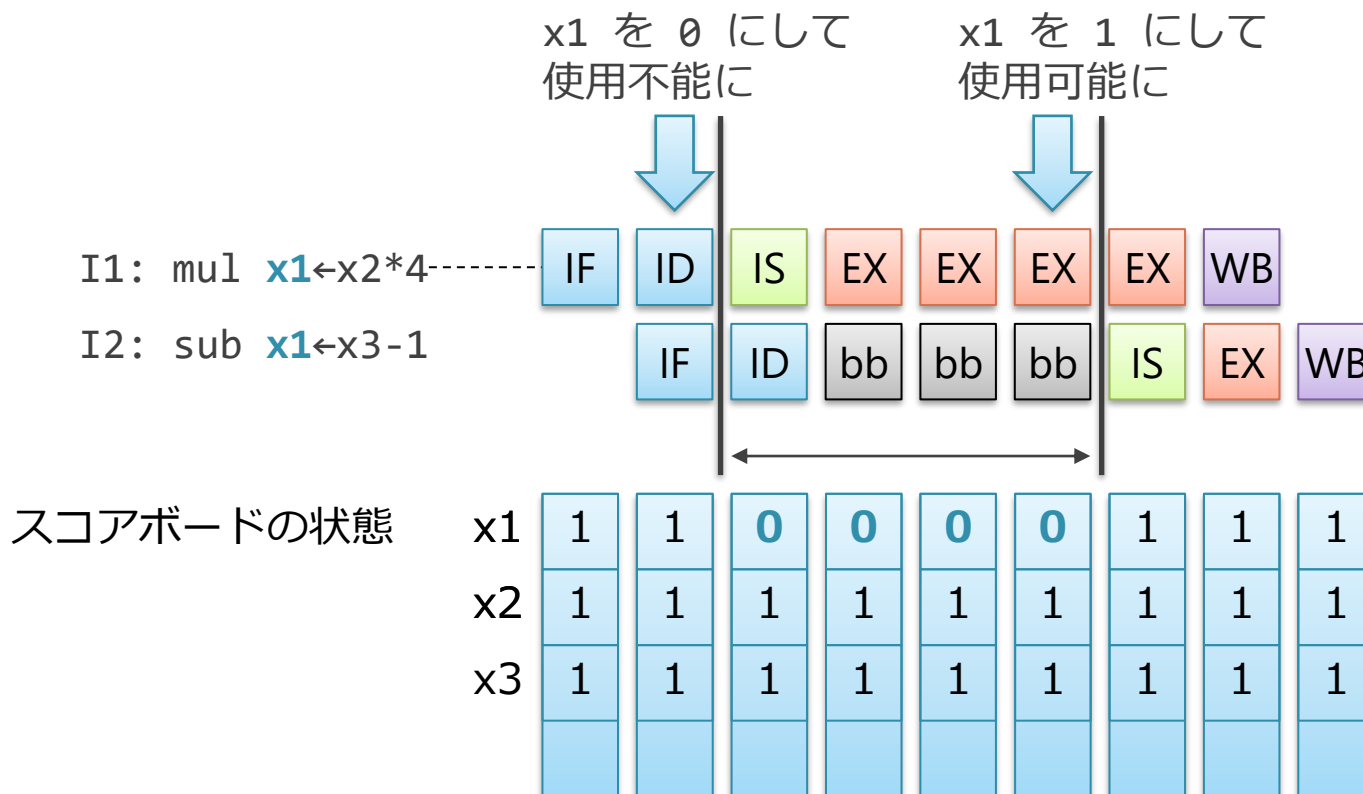 x1 を 0 にして
使用不能に
x1 を 1 にして
使用可能に
I1: mul x1←x2*4 IF ID IS EX EX EX EX WB
I2: sub x1←x3-1 IF ID bb bb bb IS EX WB
スコアボードの状態 x1 1 1 0 0 0 0 1 1 1
x2 1 1 1 1 1 1 1 1 1
x3 1 1 1 1 1 1 1 1 1